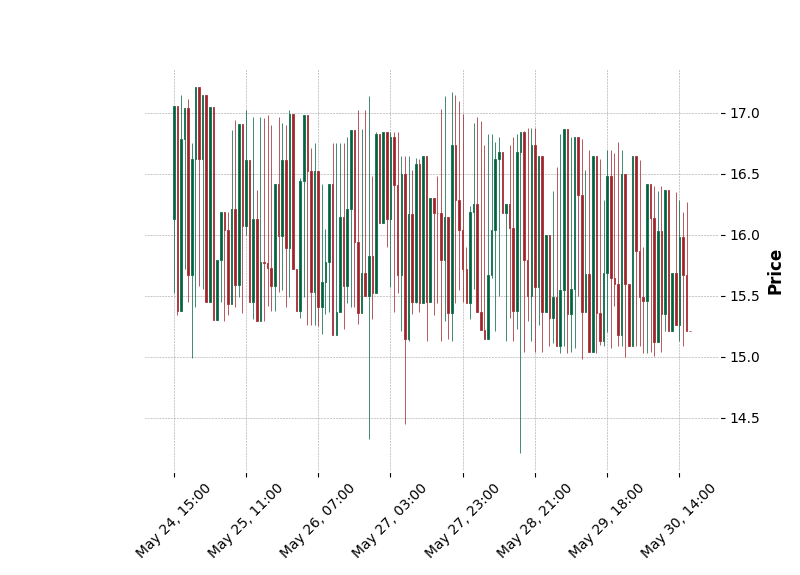 17.0
16.5
16.0
15.5
15.0
14.5
Price
May 24, 15:00
May 25, 11:00
May 26, 07:00
May 27, 03:00
May 27, 23:00
May 28, 21:00
May 29, 18:00
May 30, 14:00